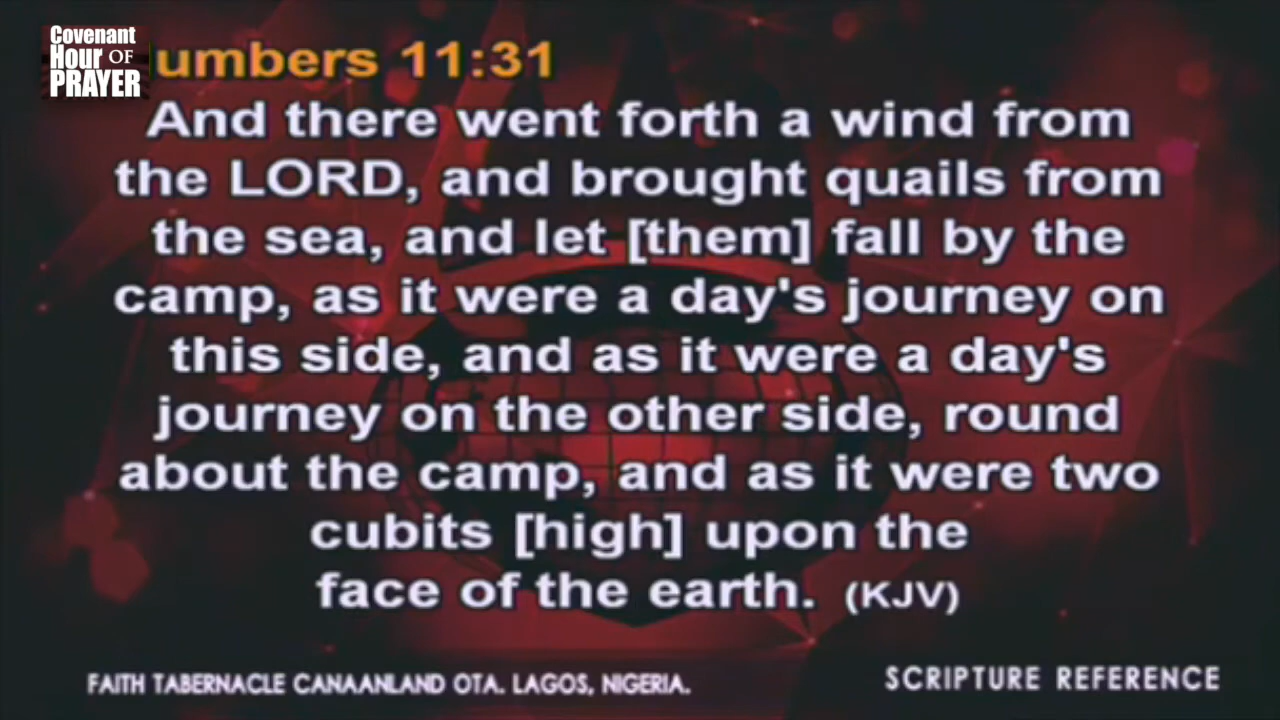 Covenant
Hour OF
PRAYER
umbers 11:31
And there went forth a wind from
the LORD, and brought quails from
the sea, and let [them] fall by the
camp, as it were a day's journey on
this side, and as it were a day's
journey on the other side, round
about the camp, and as it were two
cubits [high] upon the
face of the earth. (KJV)
FAITH TABERNACLE CANAANLAND OTA. LAGOS, NIGERIA.
SCRIPTURE REFERENCE